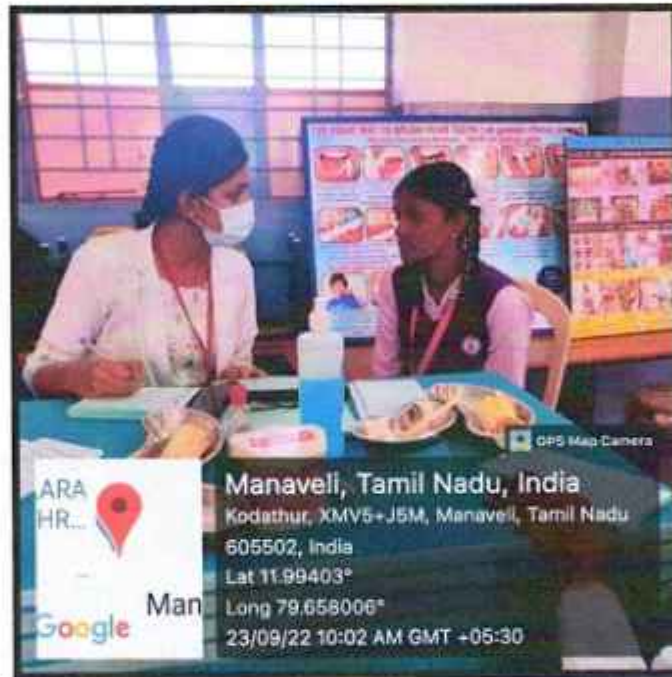 GPS Map Camera
ARA
HR...
Man
Google
Manaveli, Tamil Nadu, India
Kodathur, XMV5+J5M, Manaveli, Tamil Nadu
605502, India
Lat 11.99403°
Long 79.658006°
23/09/22 10:02 AM GMT +05:30